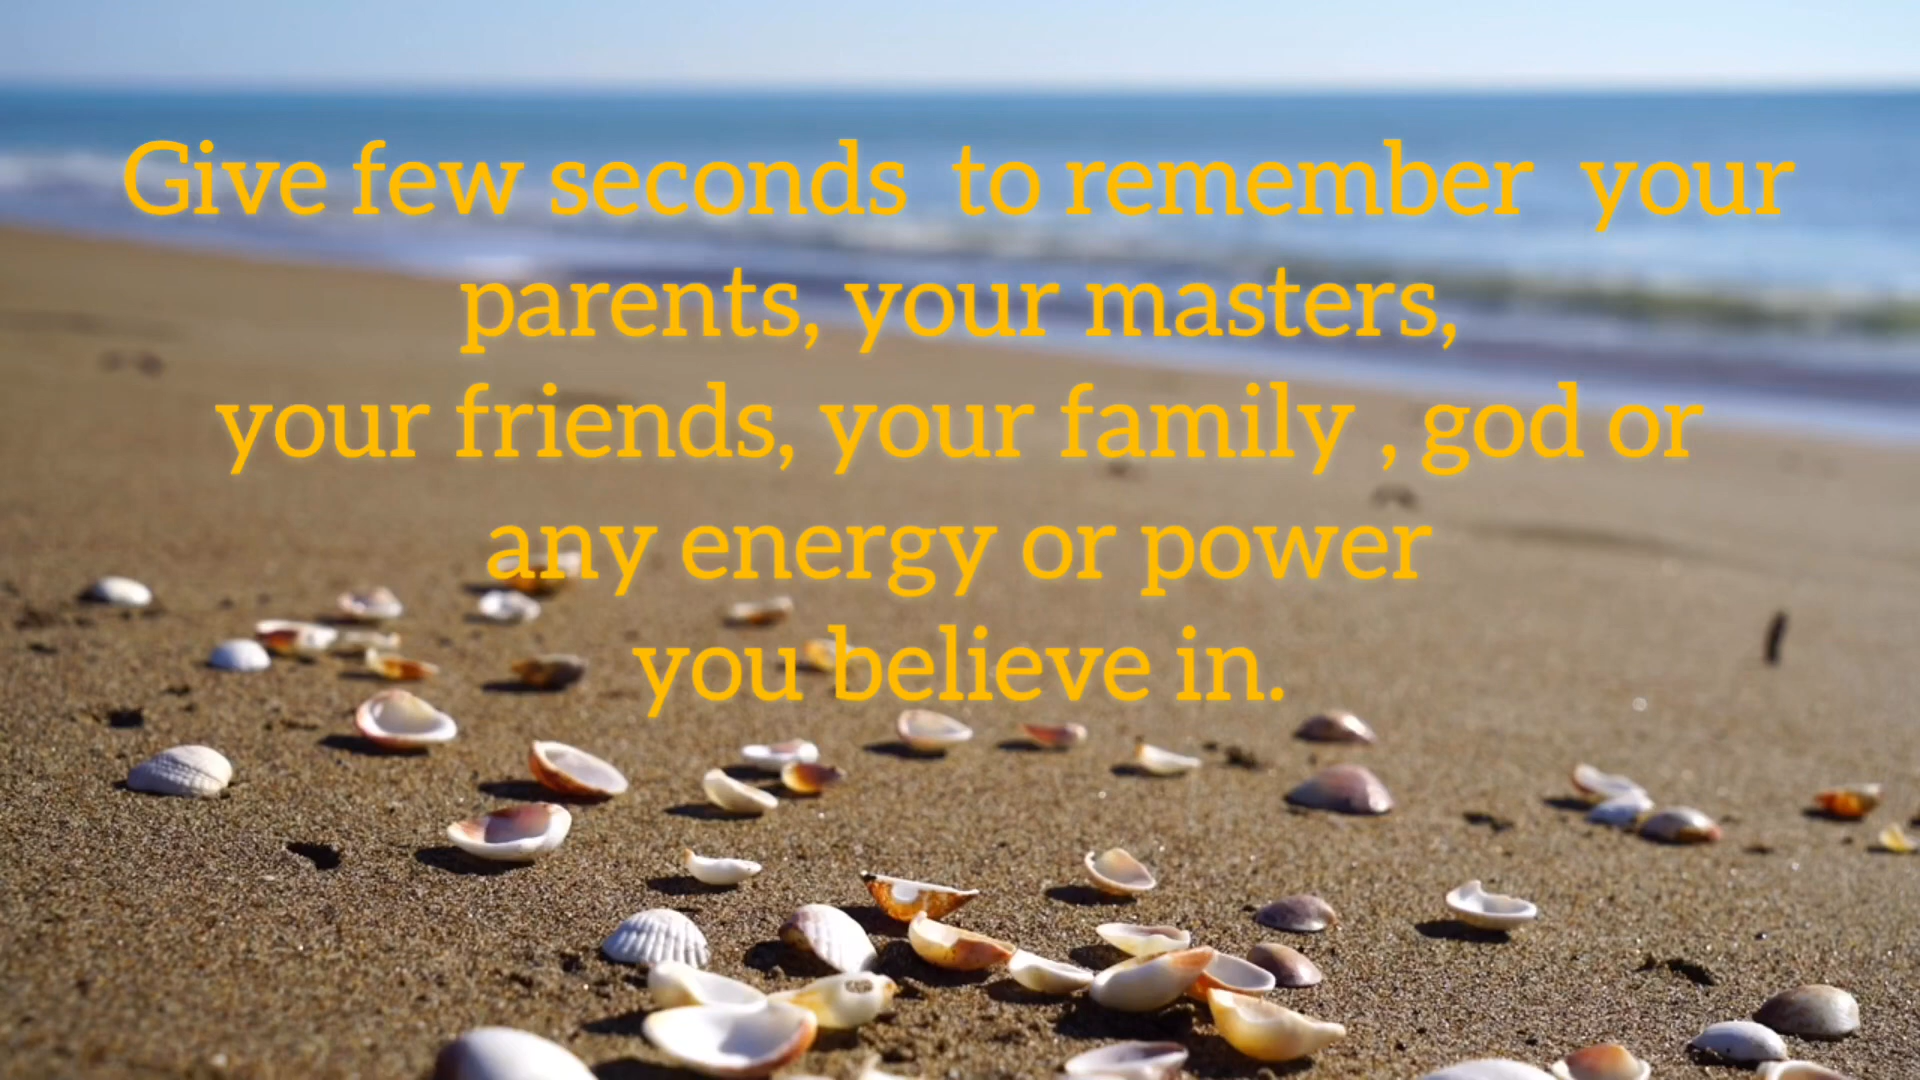 Give few seconds  to remember  your
parents, your masters,
your friends, your family , god or
any energy or power
you believe in.